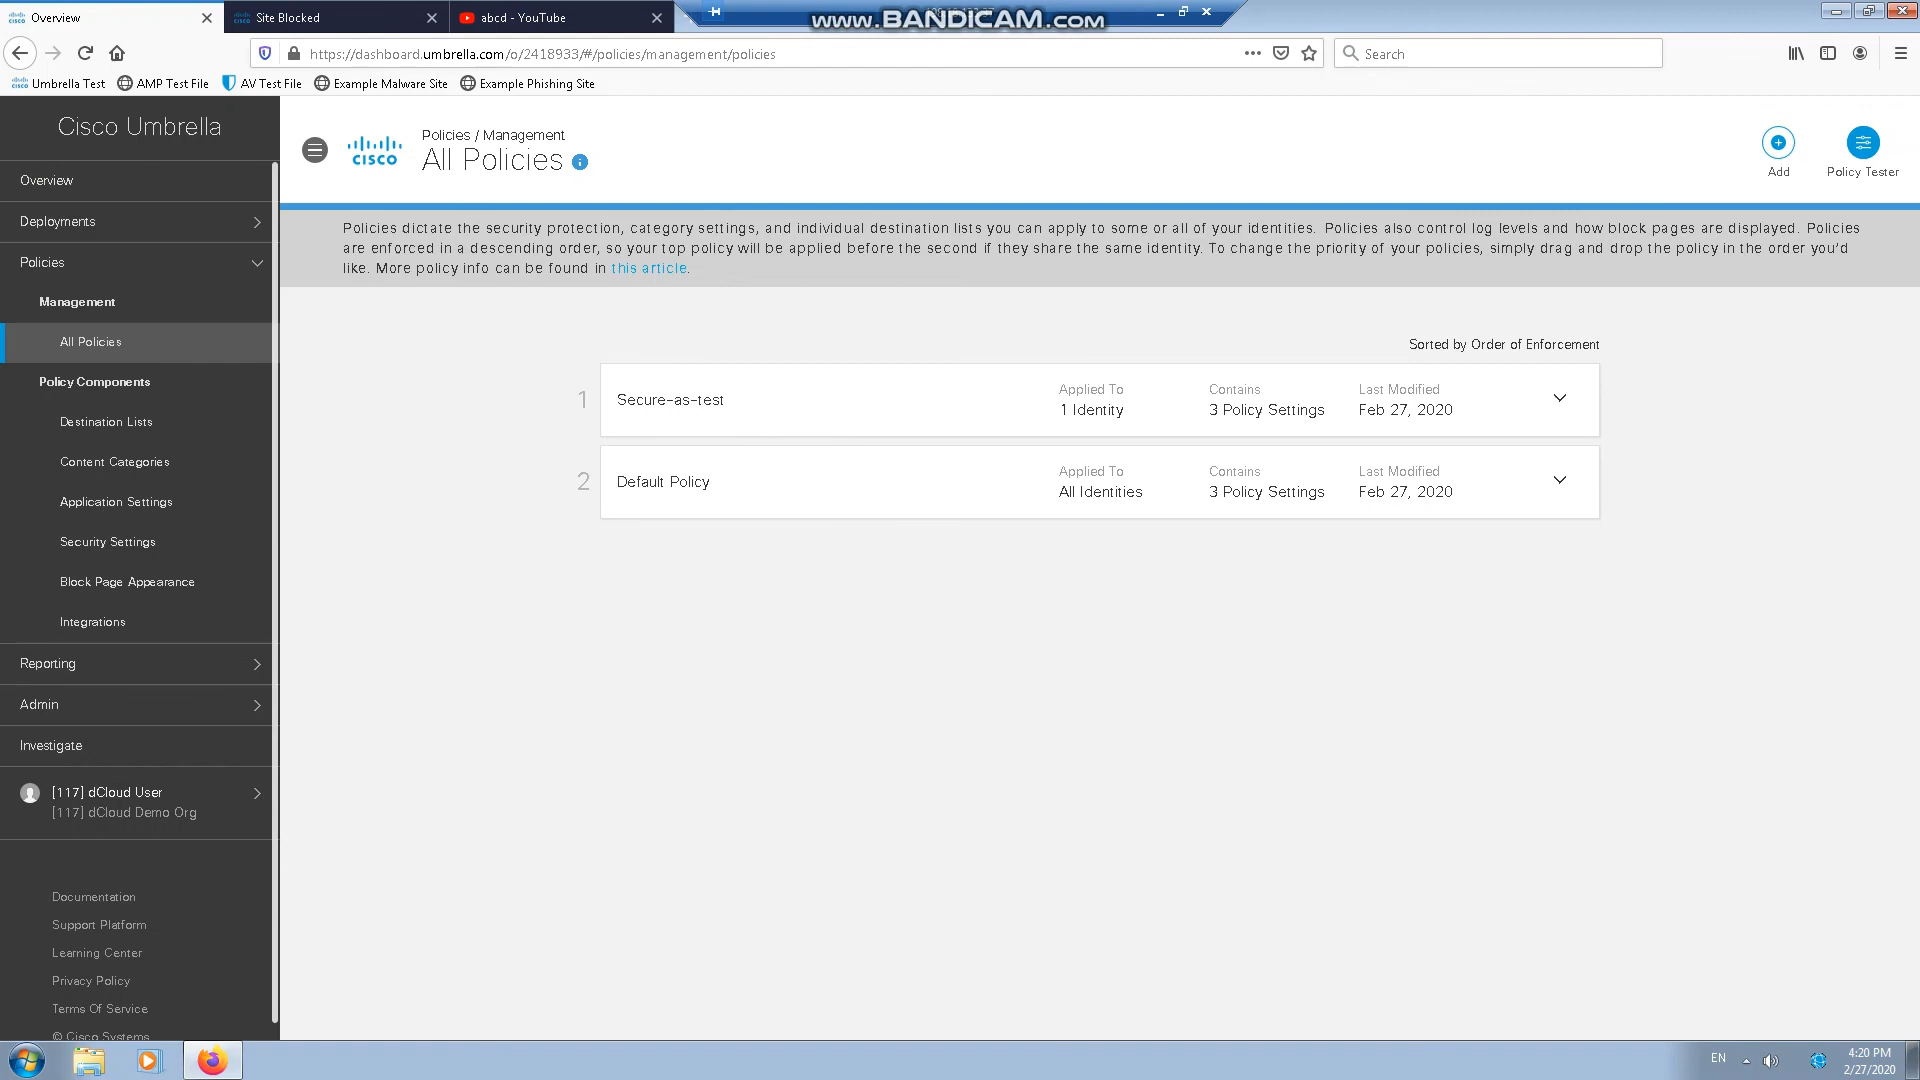 Overview
Site Blocked
abcd - YouTube
www.BANDICAM.com
https://dashboard.umbrella.com/o/2418933/#/policies/management/policies
Search
Umbrella Test
AMP Test File
AV Test File
Example Malware Site
Example Phishing Site
Cisco Umbrella
Overview
Deployments
Policies
Management
All Policies
Policy Components
Destination Lists
Content Categories
Application Settings
Security Settings
Block Page Appearance
Integrations
Reporting
Admin
Investigate
[117] dCloud User
[117] dCloud Demo Org
Documentation
Support Platform
Learning Center
Privacy Policy
Terms Of Service
© Cisco Systems
CISCO
Policies / Management
All Policies
Add
Policy Tester
Policies dictate the security protection, category settings, and individual destination lists you can apply to some or all of your identities. Policies also control log levels and how block pages are displayed. Policies
are enforced in a descending order, so your top policy will be applied before the second if they share the same identity. To change the priority of your policies, simply drag and drop the policy in the order you'd
like. More policy info can be found in this article.
Sorted by Order of Enforcement
1
Secure-as-test
Applied To
1 Identity
Contains
3 Policy Settings
Last Modified
Feb 27, 2020
2
Default Policy
Applied To
All Identities
Contains
3 Policy Settings
Last Modified
Feb 27, 2020
EN
4:20 PM
2/27/2020